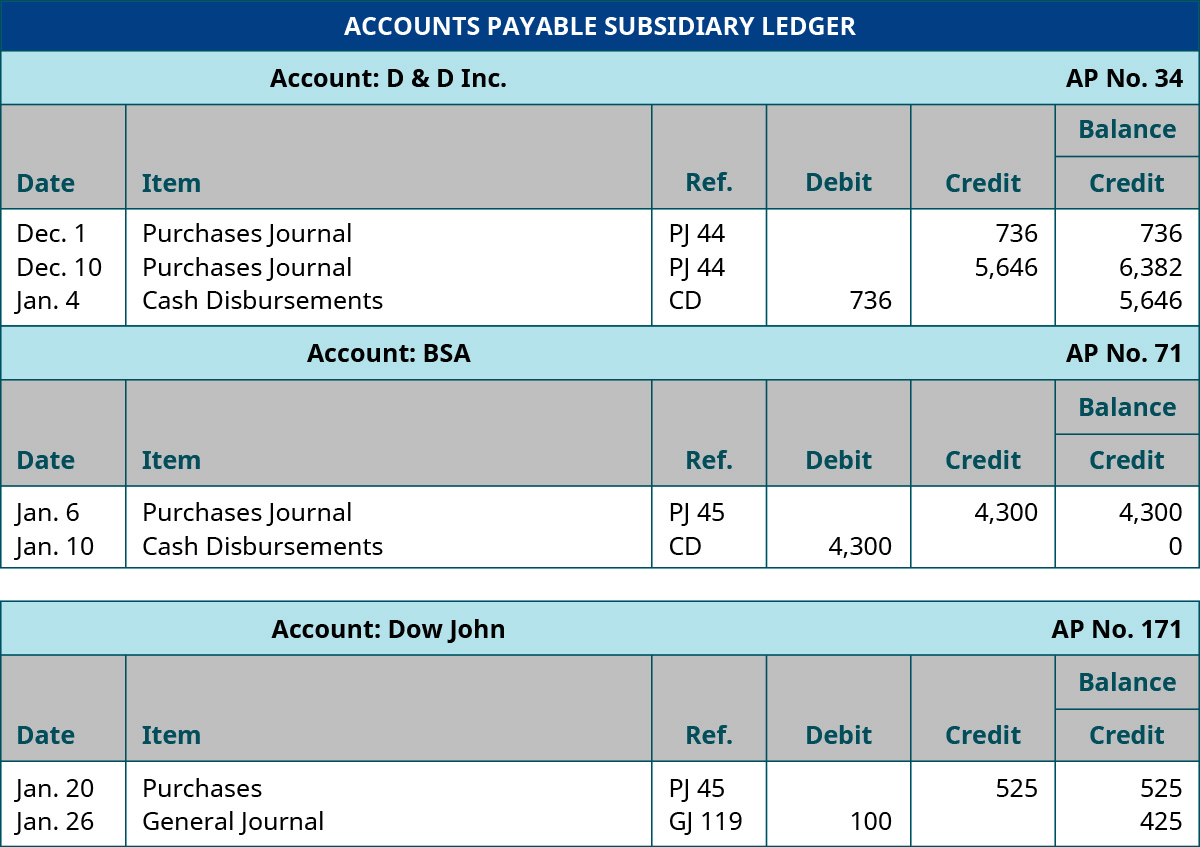 ACCOUNTS PAYABLE SUBSIDIARY LEDGER
Account: D & D Inc. AP No. 34
Balance
Date Item Ref. Debit Credit Credit
Dec. 1 Purchases Journal PJ 44 736 736
Dec. 10 Purchases Journal PJ 44 5,646 6,382
Jan. 4 Cash Disbursements CD 736 5,646
Account: BSA AP No. 71
Balance
Date Item Ref. Debit Credit Credit
Jan. 6 Purchases Journal PJ 45 4,300 4,300
Jan. 10 Cash Disbursements CD 4,300 0
Account: Dow John AP No. 171
Balance
Date Item Ref. Debit Credit Credit
Jan. 20 Purchases PJ 45 525 525
Jan. 26 General Journal GJ 119 100 425